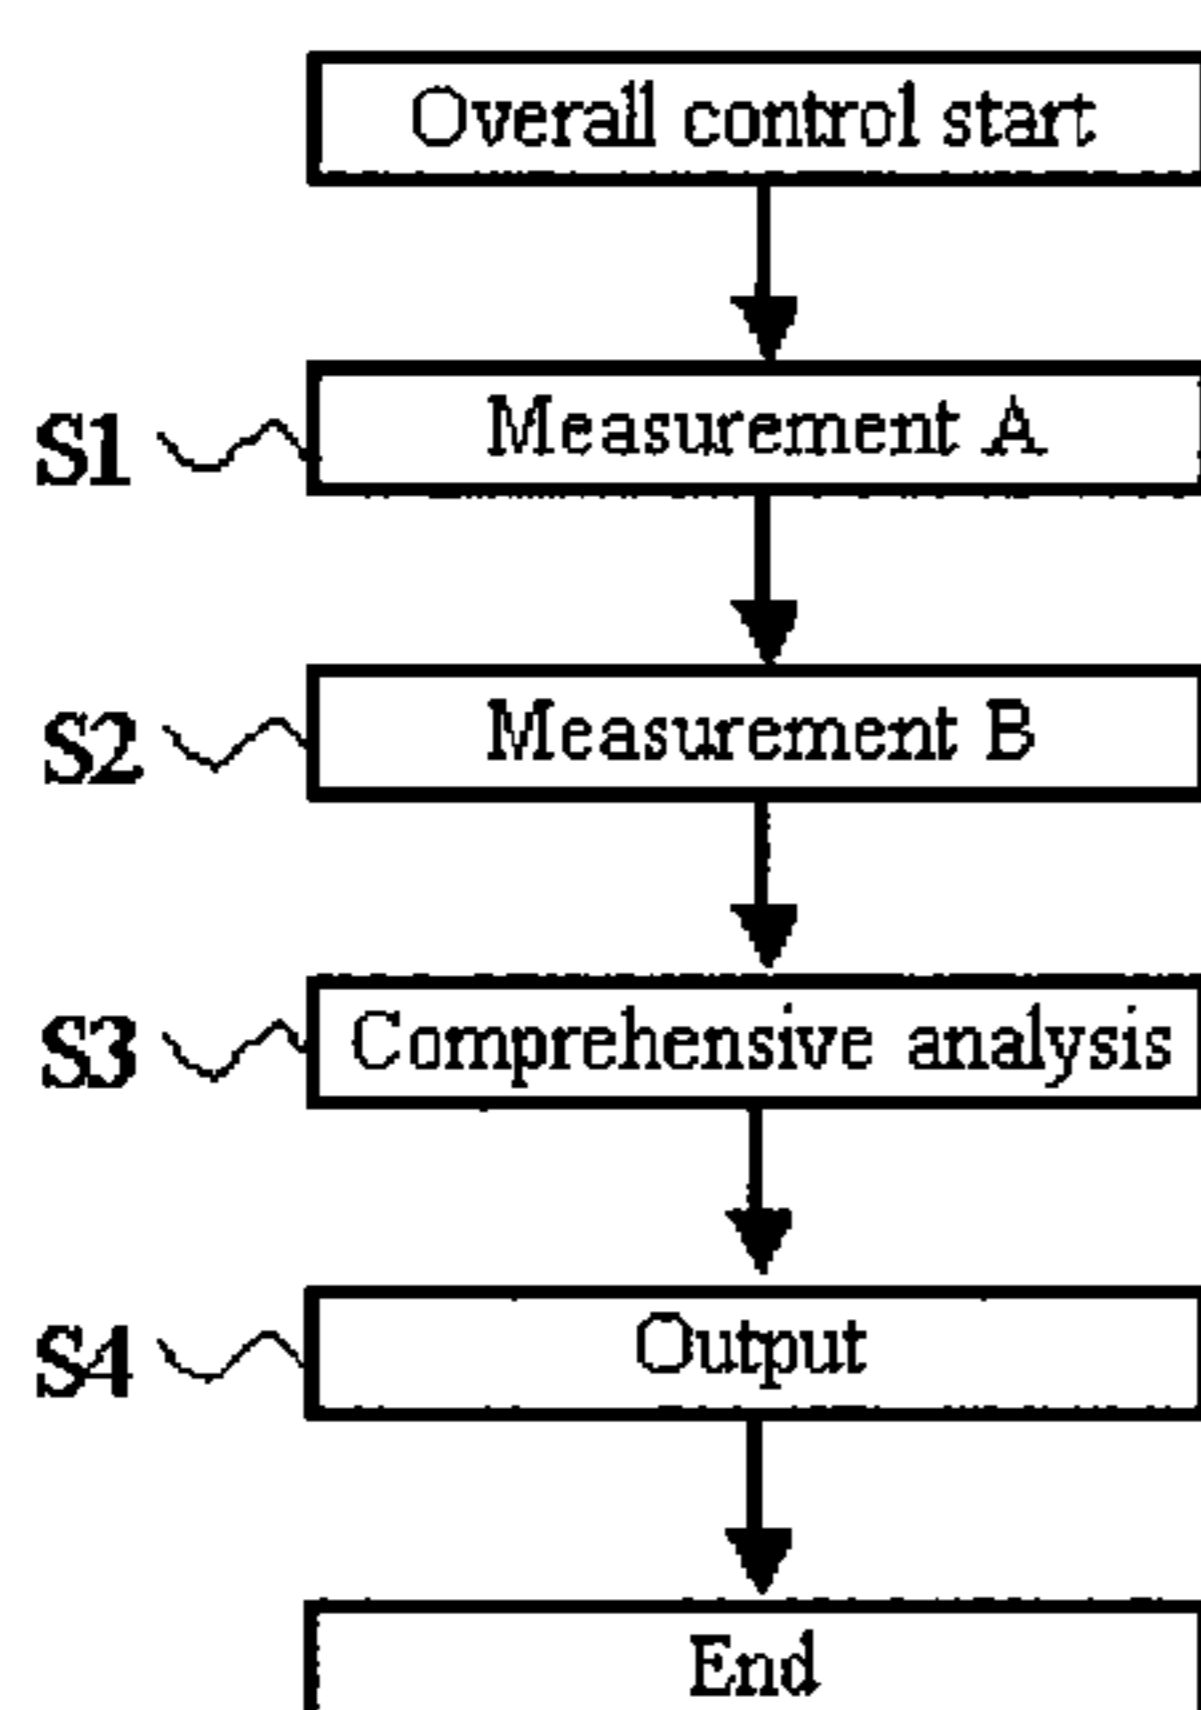 Overall control start
S1 Measurement A
S2 Measurement B
S3 Comprehensive analysis
S4 Output
End